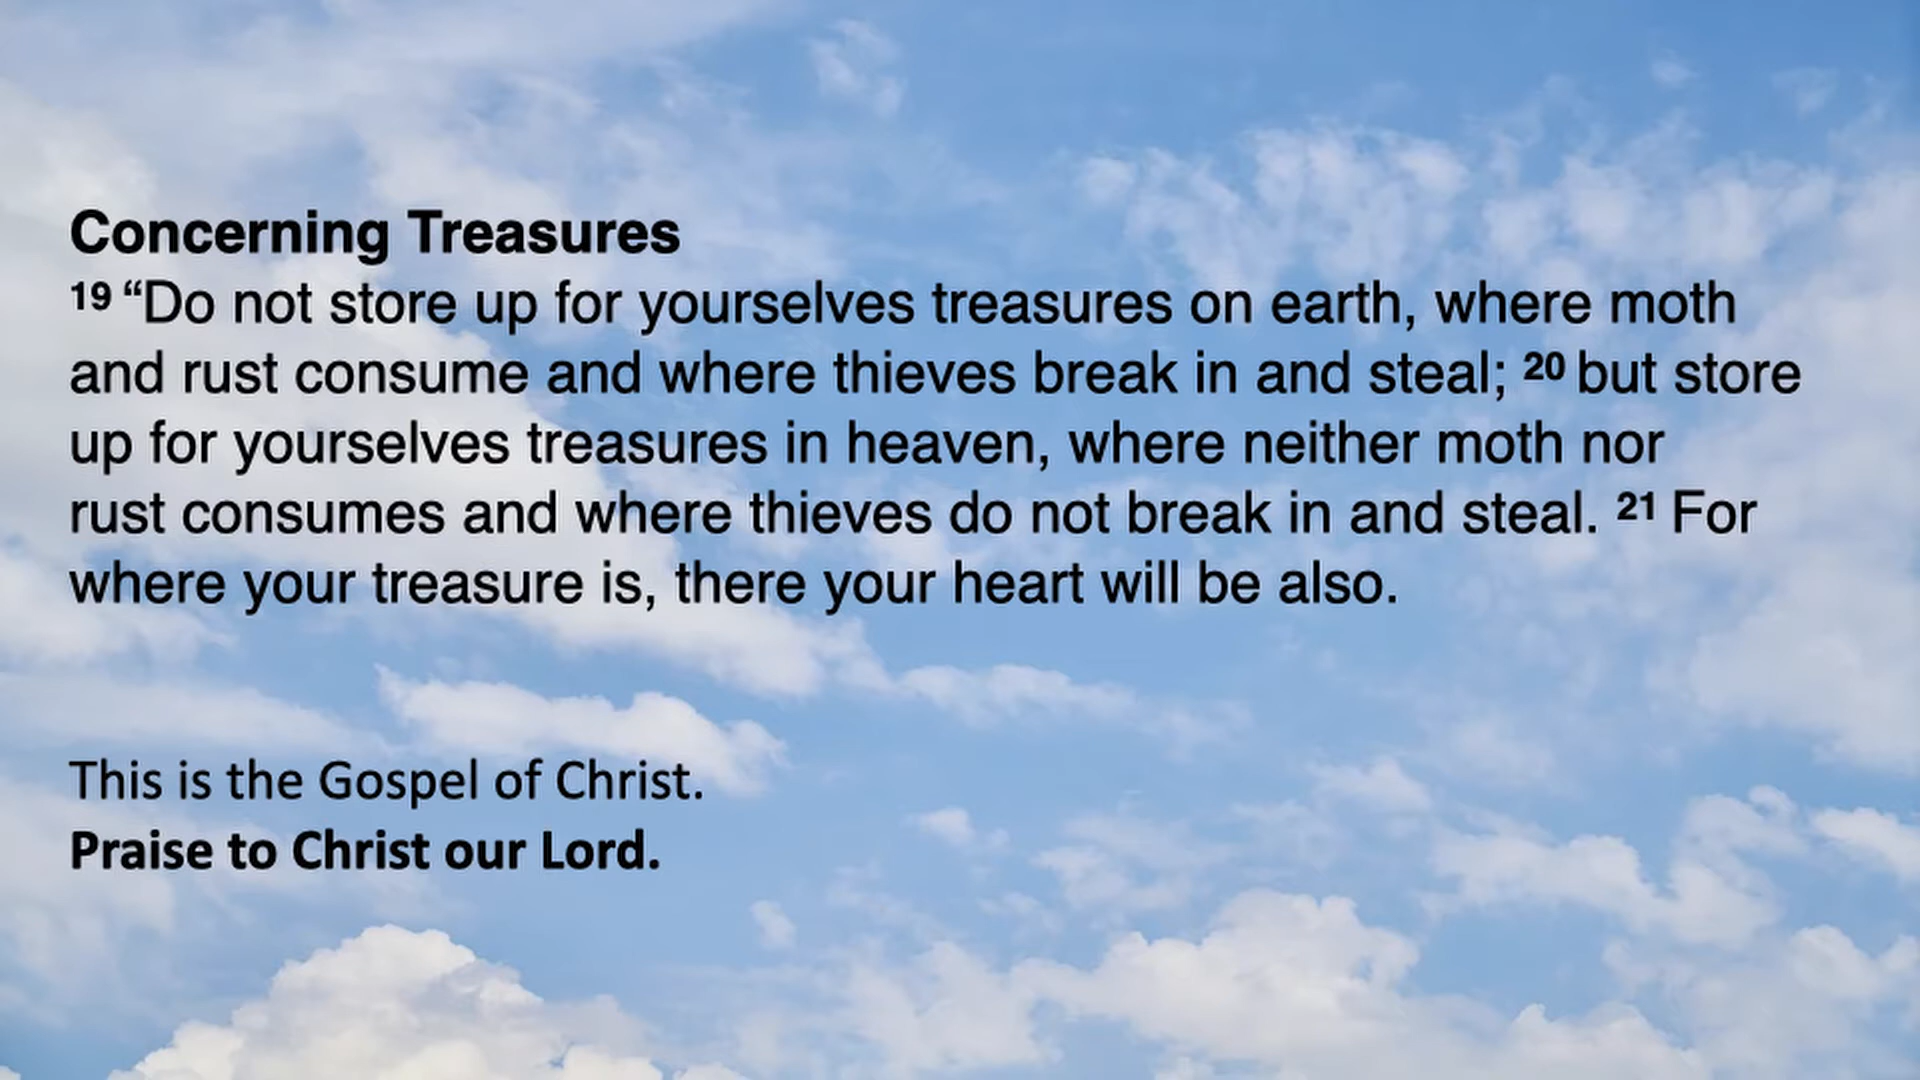 Concerning Treasures
19 “Do not store up for yourselves treasures on earth, where moth
and rust consume and where thieves break in and steal; 20 but store
up for yourselves treasures in heaven, where neither moth nor
rust consumes and where thieves do not break in and steal. 21 For
where your treasure is, there your heart will be also.
This is the Gospel of Christ.
Praise to Christ our Lord.